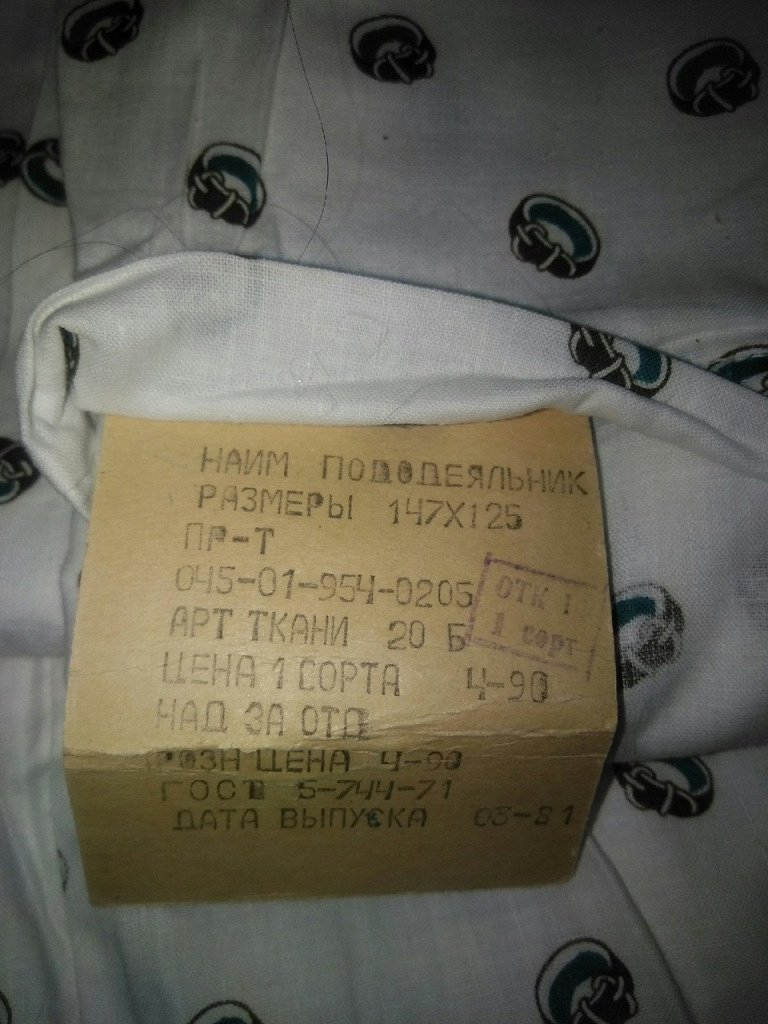 НАИМ ПОДОДЕЯЛЬНИК
РАЗМЕРЫ 147Х125
ПР-Т
045-01-954-0205
АРТ ТКАНИ 20 Б
ЦЕНА 1 СОРТА 4-90
НАД ЗА ОТД
РОЗН ЦЕНА 4-90
ГОСТ 5-744-71
ДАТА ВЫПУСКА 03-81
ОТК 1
1 сорт